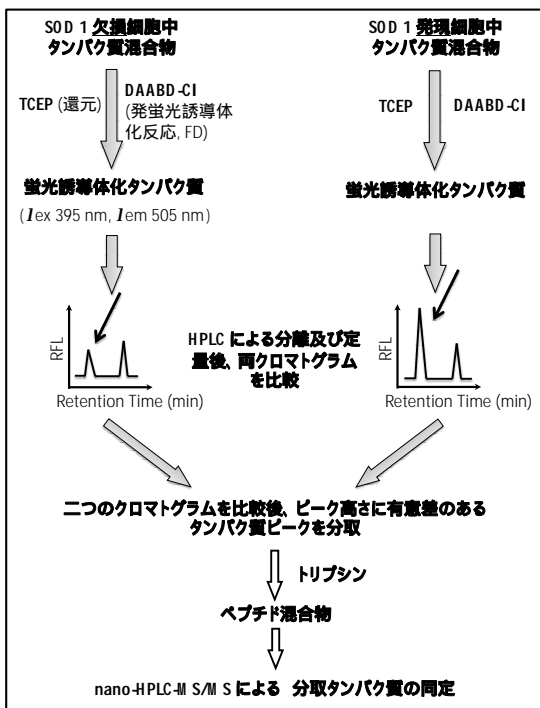 SOD 1 欠損細胞中
タンパク質混合物
SOD 1 発現細胞中
タンパク質混合物
TCEP (還元)
DAABD-Cl
(発蛍光誘導体
化反応, FD)
TCEP
DAABD-Cl
蛍光誘導体化タンパク質
(lex 395 nm, lem 505 nm)
蛍光誘導体化タンパク質
RFL
Retention Time (min)
HPLC による分離及び定
量後、両クロマトグラム
を比較
RFL
Retention Time (min)
二つのクロマトグラムを比較後、ピーク高さに有意差のある
タンパク質ピークを分取
トリプシン
ペプチド混合物
nano-HPLC-MS/MS による 分取タンパク質の同定